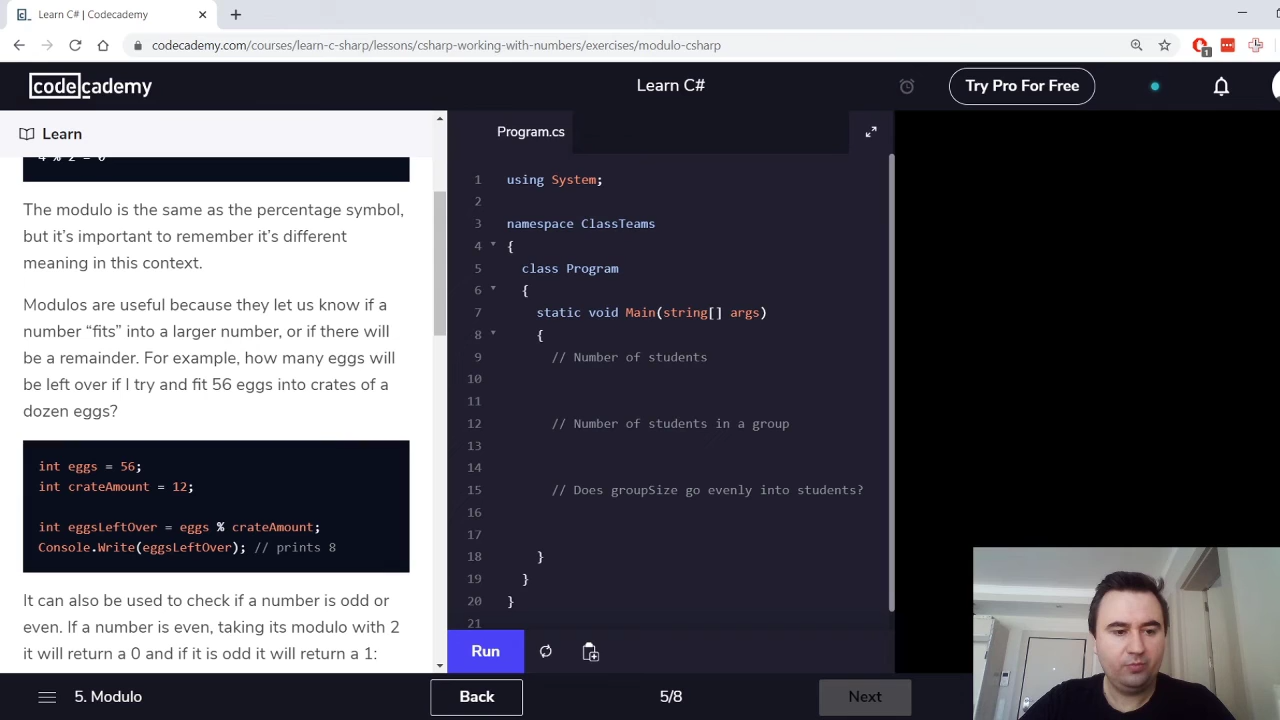 Learn C# | Codecademy
codecademy.com/courses/learn-c-sharp/lessons/csharp-working-with-numbers/exercises/modulo-csharp
1
codecademy
Learn C#
Try Pro For Free
Learn
4 % 2 = 0
The modulo is the same as the percentage symbol,
but it’s important to remember it’s different
meaning in this context.
Modulos are useful because they let us know if a
number “fits” into a larger number, or if there will
be a remainder. For example, how many eggs will
be left over if I try and fit 56 eggs into crates of a
dozen eggs?
int eggs = 56;
int crateAmount = 12;
int eggsLeftOver = eggs % crateAmount;
Console.Write(eggsLeftOver); // prints 8
It can also be used to check if a number is odd or
even. If a number is even, taking its modulo with 2
it will return a 0 and if it is odd it will return a 1:
Program.cs
1 using System;
2
3 namespace ClassTeams
4 {
5 class Program
6 {
7 static void Main(string[] args)
8 {
9 // Number of students
10
11
12 // Number of students in a group
13
14
15 // Does groupSize go evenly into students?
16
17
18 }
19 }
20 }
21
Run
5. Modulo
Back
5/8
Next